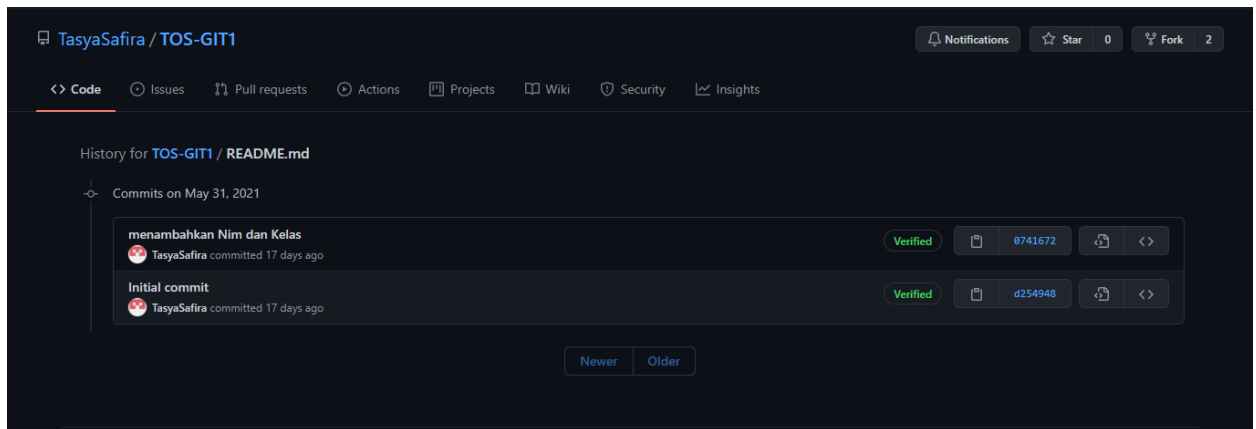 TasyaSafira / TOS-GIT1
Notifications Star 0 Fork 2
<> Code Issues Pull requests Actions Projects Wiki Security Insights
History for TOS-GIT1 / README.md
Commits on May 31, 2021
menambahkan Nim dan Kelas
TasyaSafira committed 17 days ago
Verified 0741672 <>
Initial commit
TasyaSafira committed 17 days ago
Verified d254948 <>
Newer Older